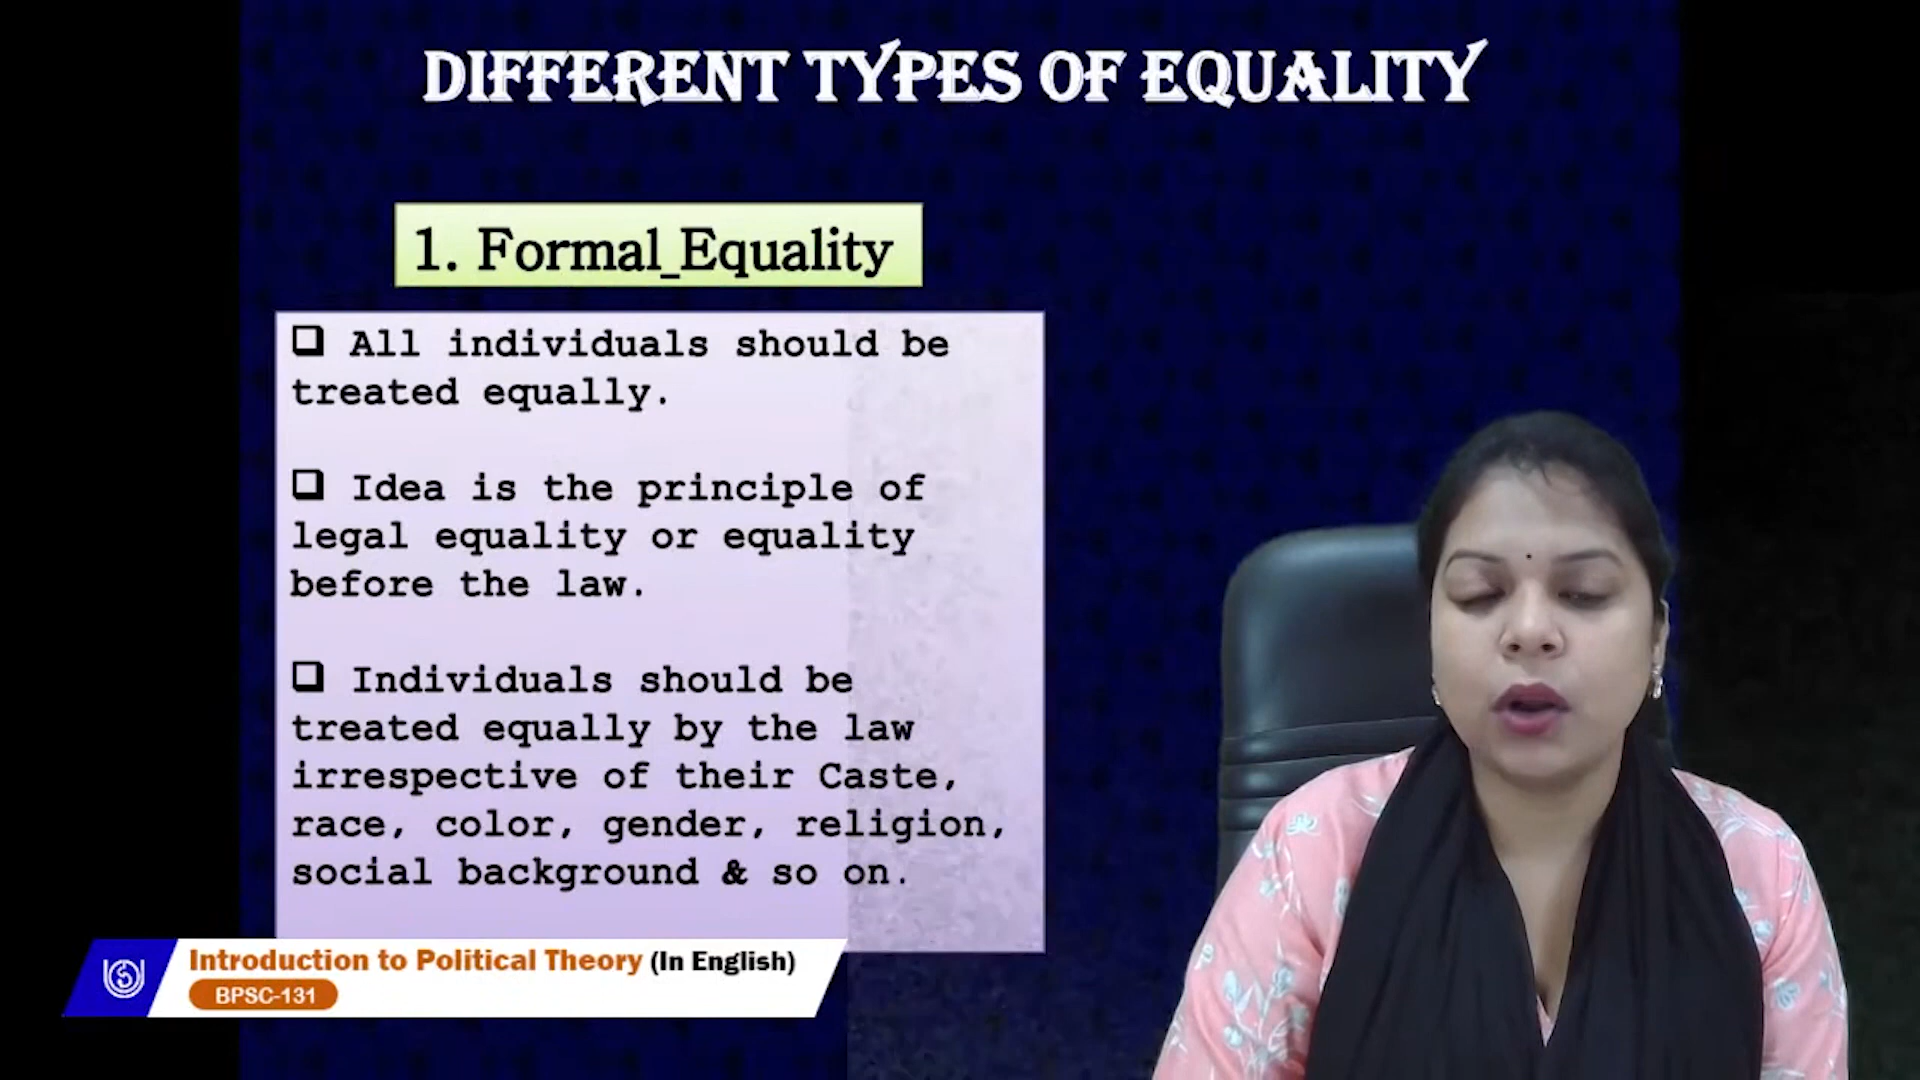 DIFFERENT TYPES OF EQUALITY
1. Formal_Equality
❑ All individuals should be
treated equally.
❑ Idea is the principle of
legal equality or equality
before the law.
❑ Individuals should be
treated equally by the law
irrespective of their Caste,
race, color, gender, religion,
social background & so on.
Introduction to Political Theory (In English)
BPSC-131